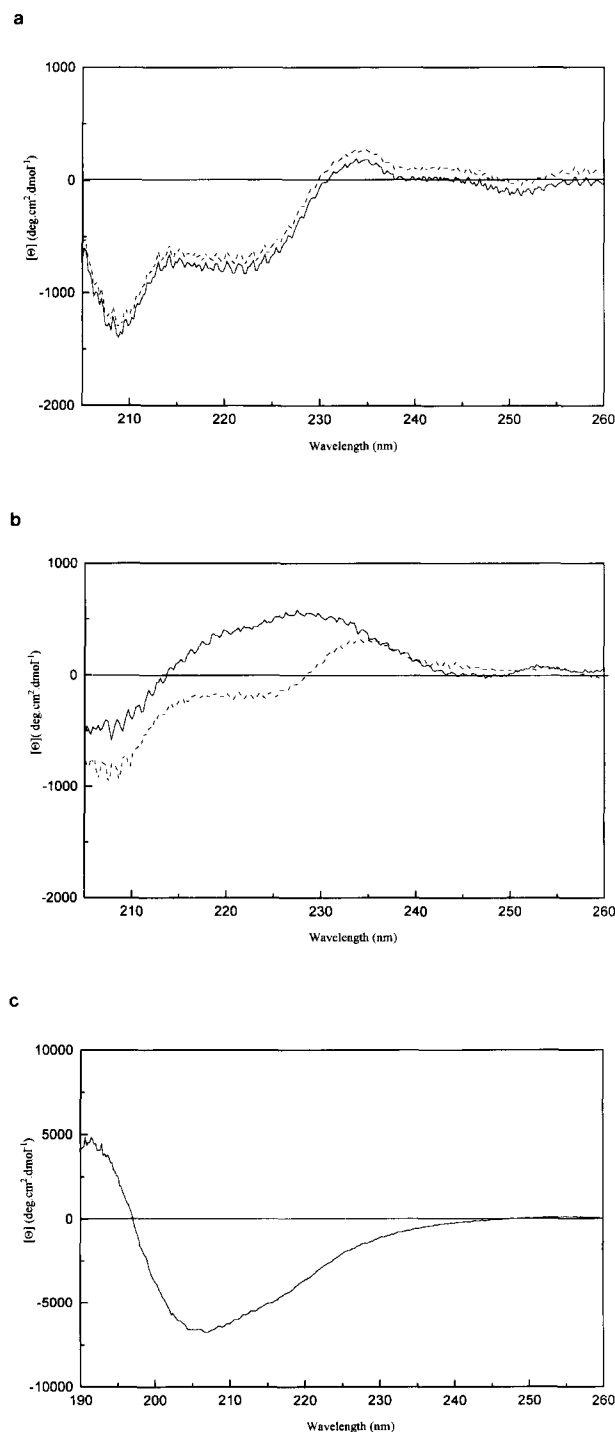 a
1000
0
-1000
-2000
[Θ] (deg.cm².dmol⁻¹)
210 220 230 240 250 260
Wavelength (nm)
b
1000
0
-1000
-2000
[Θ]( deg.cm².dmol⁻¹)
210 220 230 240 250 260
Wavelength (nm)
c
10000
5000
0
-5000
-10000
[Θ] (deg.cm².dmol⁻¹)
190 200 210 220 230 240 250 260
Wavelength (nm)